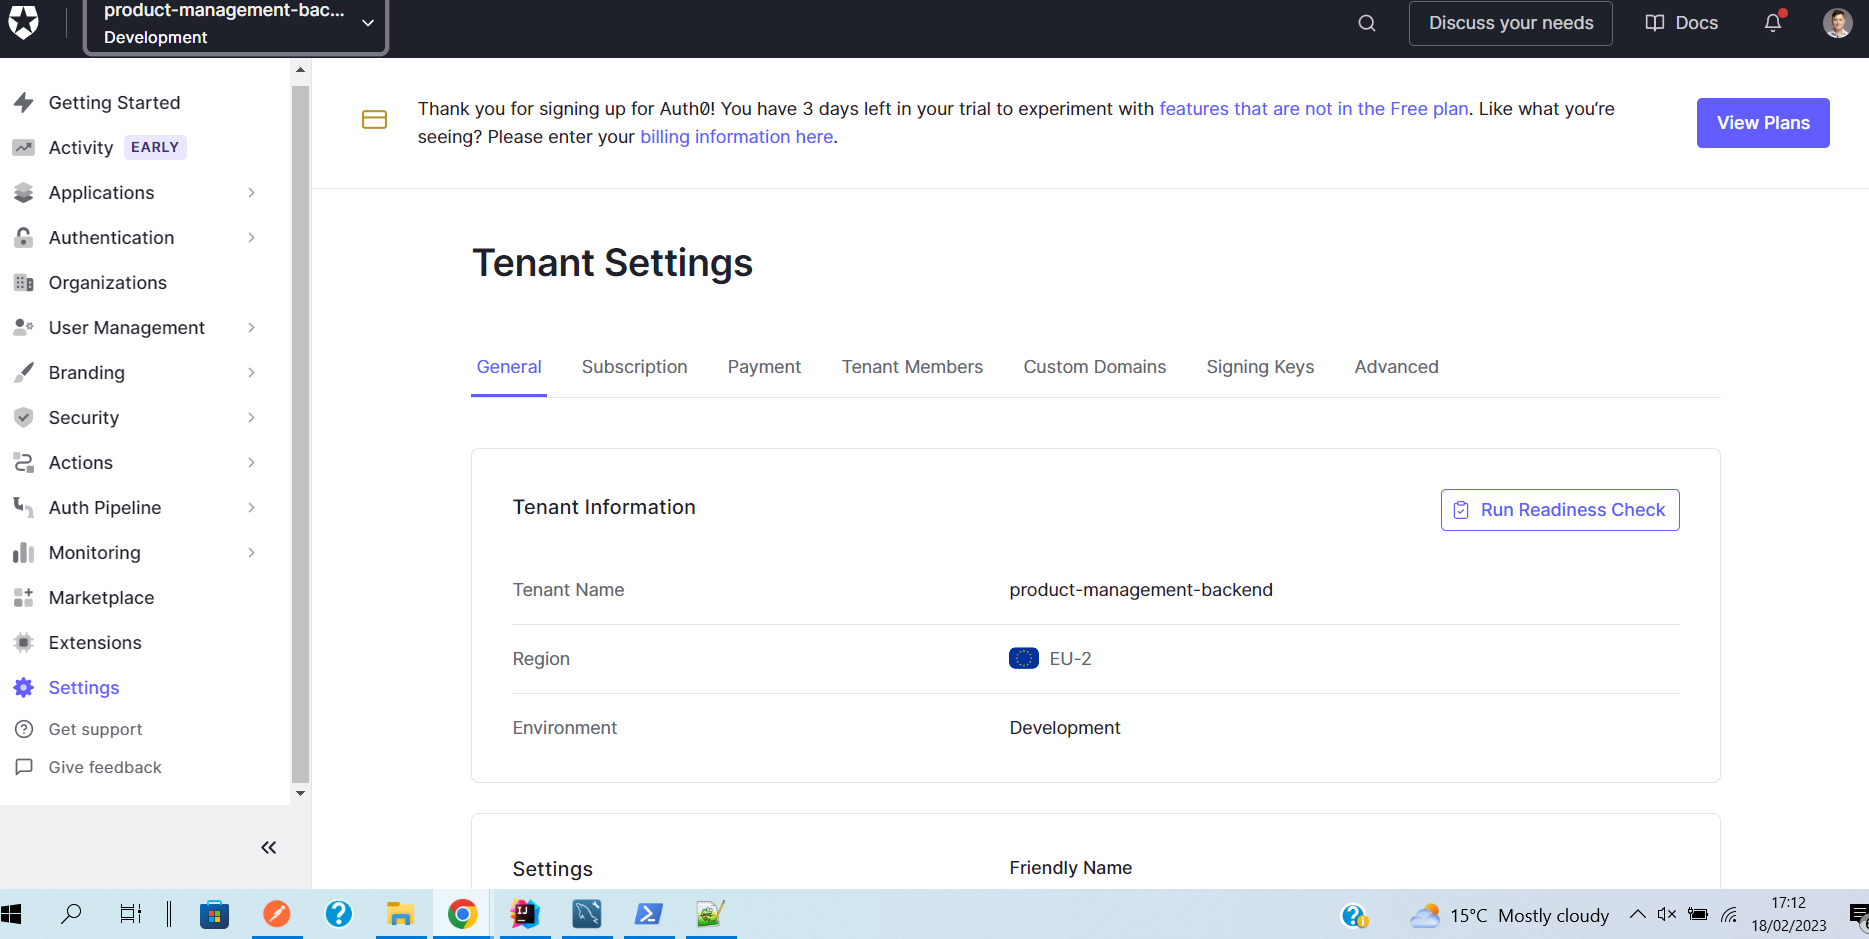 product-management-bac...
Development
Discuss your needs
Docs
Getting Started
Activity EARLY
Applications
Authentication
Organizations
User Management
Branding
Security
Actions
Auth Pipeline
Monitoring
Marketplace
Extensions
Settings
Get support
Give feedback
Thank you for signing up for Auth0! You have 3 days left in your trial to experiment with features that are not in the Free plan. Like what you’re
seeing? Please enter your billing information here.
View Plans
Tenant Settings
General Subscription Payment Tenant Members Custom Domains Signing Keys Advanced
Tenant Information
Run Readiness Check
Tenant Name product-management-backend
Region EU-2
Environment Development
Settings Friendly Name
15°C Mostly cloudy
17:12
18/02/2023